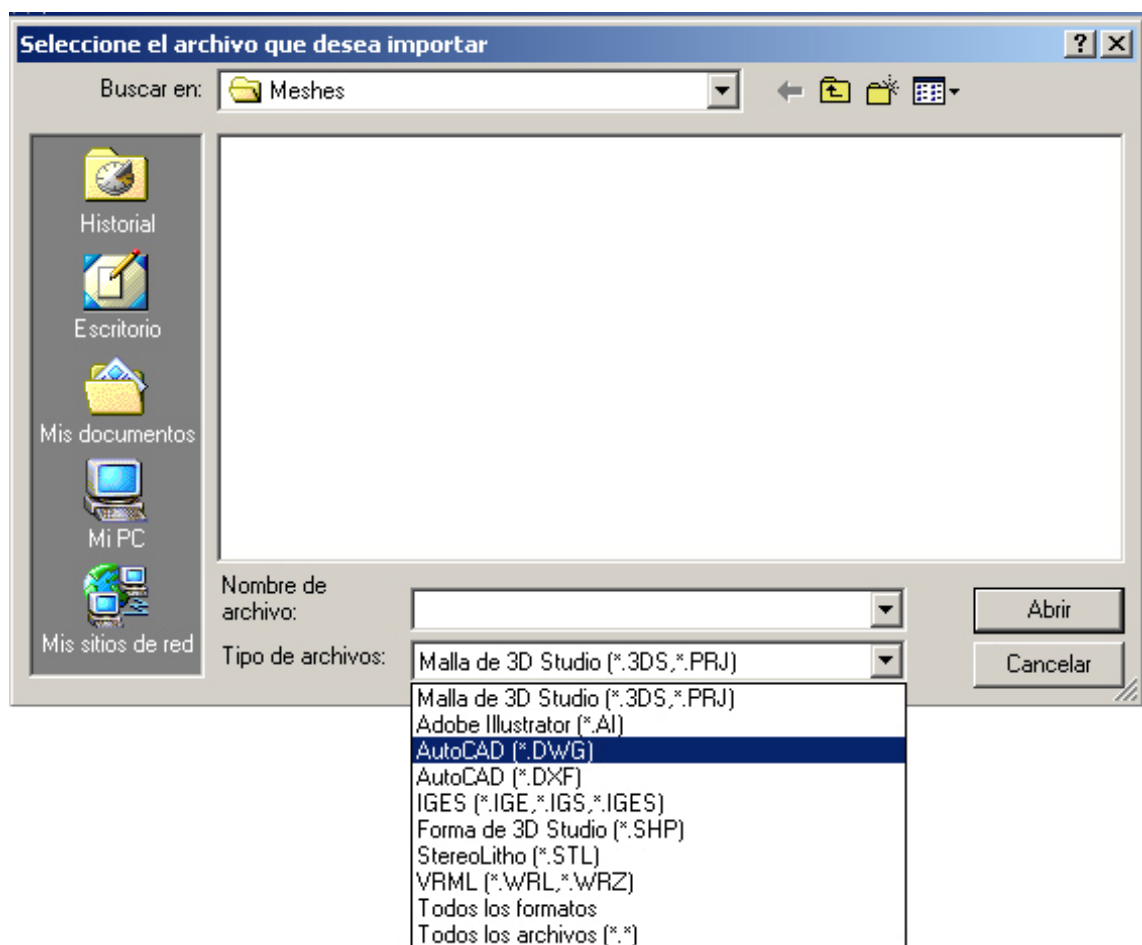 Seleccione el archivo que desea importar
Buscar en: Meshes
Historial
Escritorio
Mis documentos
Mi PC
Mis sitios de red
Nombre de
archivo:
Abrir
Tipo de archivos: Malla de 3D Studio (*.3DS,*.PRJ)
Cancelar
Malla de 3D Studio (*.3DS,*.PRJ)
Adobe Illustrator (*.AI)
AutoCAD (*.DWG)
AutoCAD (*.DXF)
IGES (*.IGE,*.IGS,*.IGES)
Forma de 3D Studio (*.SHP)
StereoLitho (*.STL)
VRML (*.WRL,*.WRZ)
Todos los formatos
Todos los archivos (*.*)